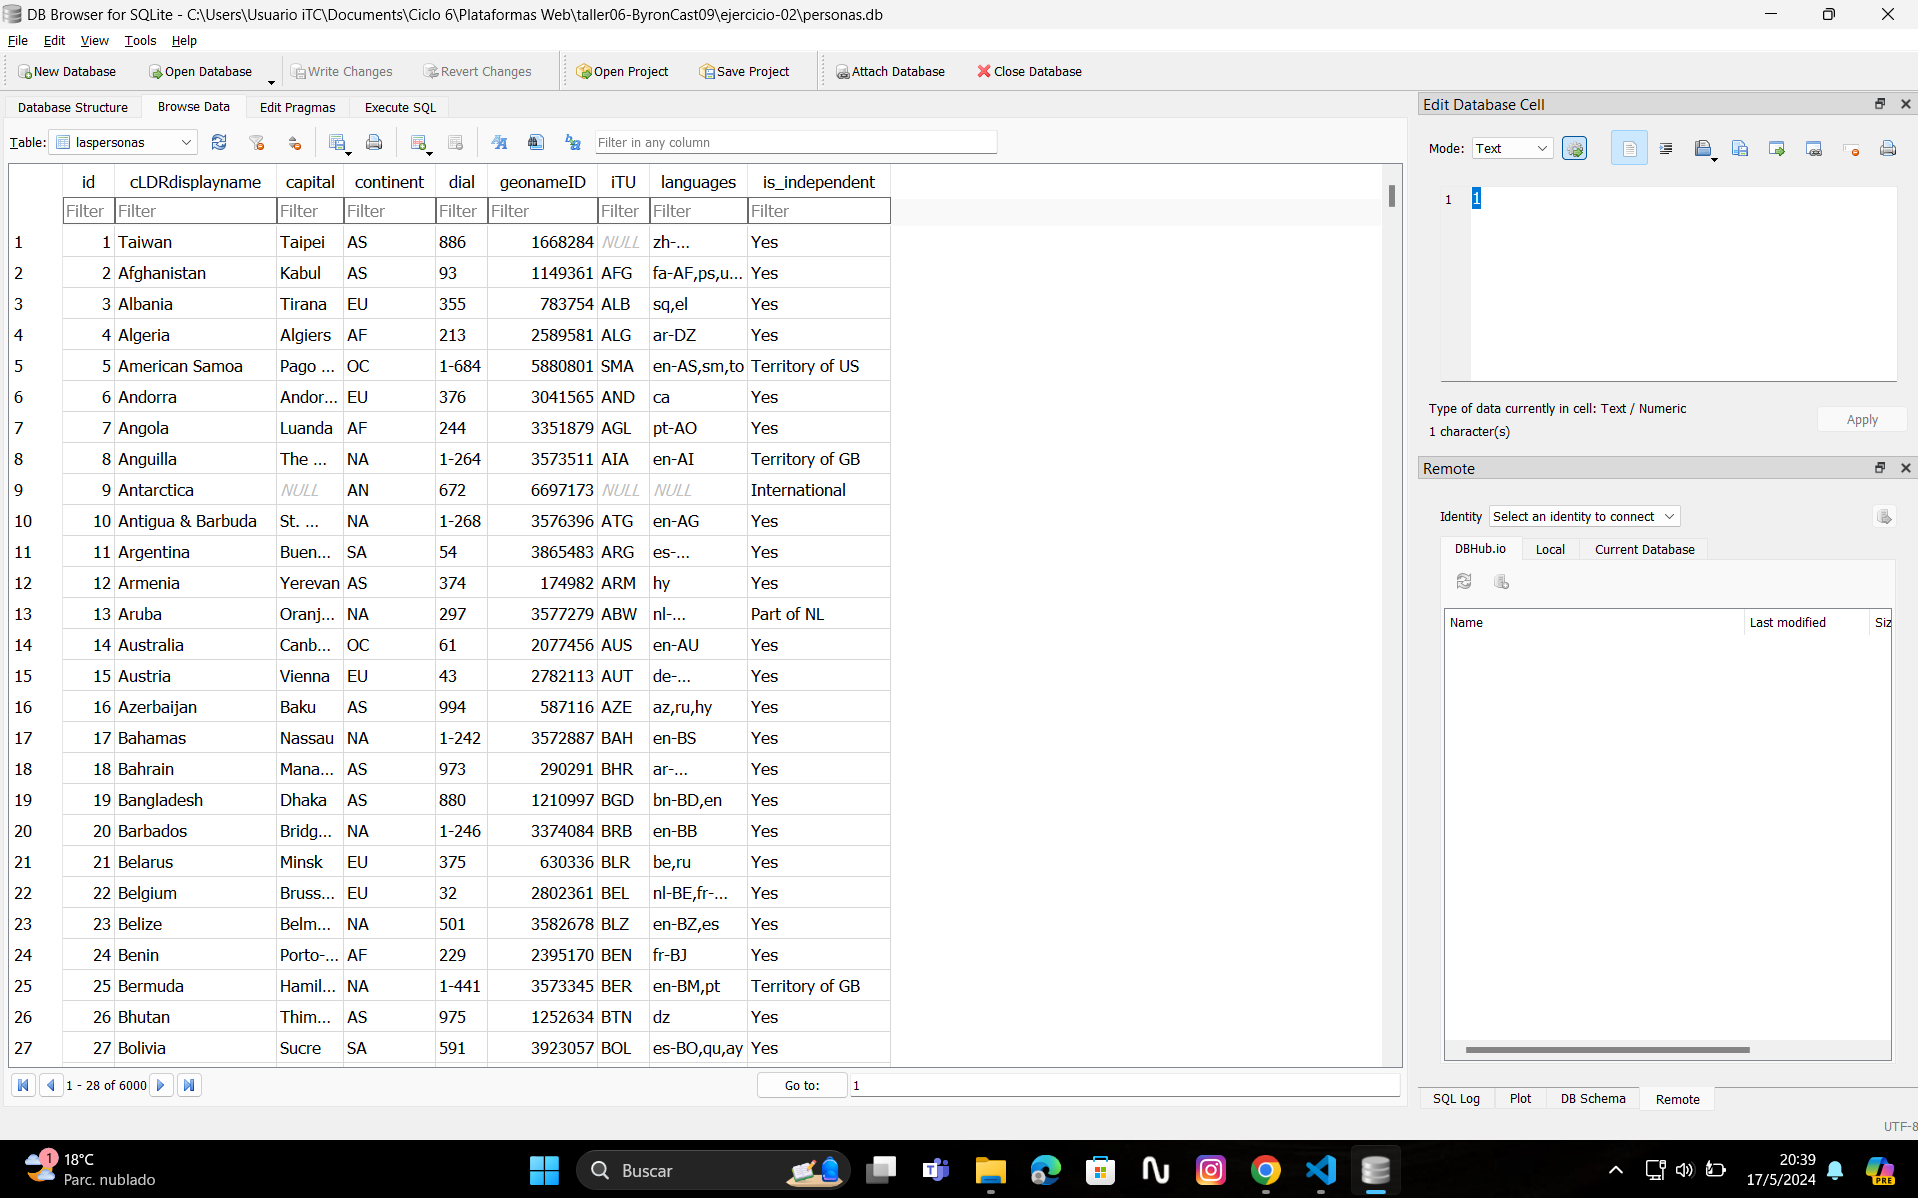 DB Browser for SQLite - C:\Users\Usuario iTC\Documents\Ciclo 6\Plataformas Web\taller06-ByronCast09\ejercicio-02\personas.db
File Edit View Tools Help
New Database Open Database Write Changes Revert Changes Open Project Save Project Attach Database Close Database
Database Structure Browse Data Edit Pragmas Execute SQL
Table: laspersonas Filter in any column
id cLDRdisplayname capital continent dial geonameID iTU languages is_independent
Filter Filter Filter Filter Filter Filter Filter Filter Filter
1 1 Taiwan Taipei AS 886 1668284 NULL zh-... Yes
2 2 Afghanistan Kabul AS 93 1149361 AFG fa-AF,ps,u... Yes
3 3 Albania Tirana EU 355 783754 ALB sq,el Yes
4 4 Algeria Algiers AF 213 2589581 ALG ar-DZ Yes
5 5 American Samoa Pago ... OC 1-684 5880801 SMA en-AS,sm,to Territory of US
6 6 Andorra Andor... EU 376 3041565 AND ca Yes
7 7 Angola Luanda AF 244 3351879 AGL pt-AO Yes
8 8 Anguilla The ... NA 1-264 3573511 AIA en-AI Territory of GB
9 9 Antarctica NULL AN 672 6697173 NULL NULL International
10 10 Antigua & Barbuda St. ... NA 1-268 3576396 ATG en-AG Yes
11 11 Argentina Buen... SA 54 3865483 ARG es-... Yes
12 12 Armenia Yerevan AS 374 174982 ARM hy Yes
13 13 Aruba Oranj... NA 297 3577279 ABW nl-... Part of NL
14 14 Australia Canb... OC 61 2077456 AUS en-AU Yes
15 15 Austria Vienna EU 43 2782113 AUT de-... Yes
16 16 Azerbaijan Baku AS 994 587116 AZE az,ru,hy Yes
17 17 Bahamas Nassau NA 1-242 3572887 BAH en-BS Yes
18 18 Bahrain Mana... AS 973 290291 BHR ar-... Yes
19 19 Bangladesh Dhaka AS 880 1210997 BGD bn-BD,en Yes
20 20 Barbados Bridg... NA 1-246 3374084 BRB en-BB Yes
21 21 Belarus Minsk EU 375 630336 BLR be,ru Yes
22 22 Belgium Bruss... EU 32 2802361 BEL nl-BE,fr-... Yes
23 23 Belize Belm... NA 501 3582678 BLZ en-BZ,es Yes
24 24 Benin Porto-... AF 229 2395170 BEN fr-BJ Yes
25 25 Bermuda Hamil... NA 1-441 3573345 BER en-BM,pt Territory of GB
26 26 Bhutan Thim... AS 975 1252634 BTN dz Yes
27 27 Bolivia Sucre SA 591 3923057 BOL es-BO,qu,ay Yes
1 - 28 of 6000 Go to: 1
Edit Database Cell
Mode: Text
1 1
Type of data currently in cell: Text / Numeric
1 character(s)
Apply
Remote
Identity Select an identity to connect
DBHub.io Local Current Database
Name Last modified Siz
SQL Log Plot DB Schema Remote
UTF-8
1 18°C
Parc. nublado
Buscar
20:39
17/5/2024
PRE